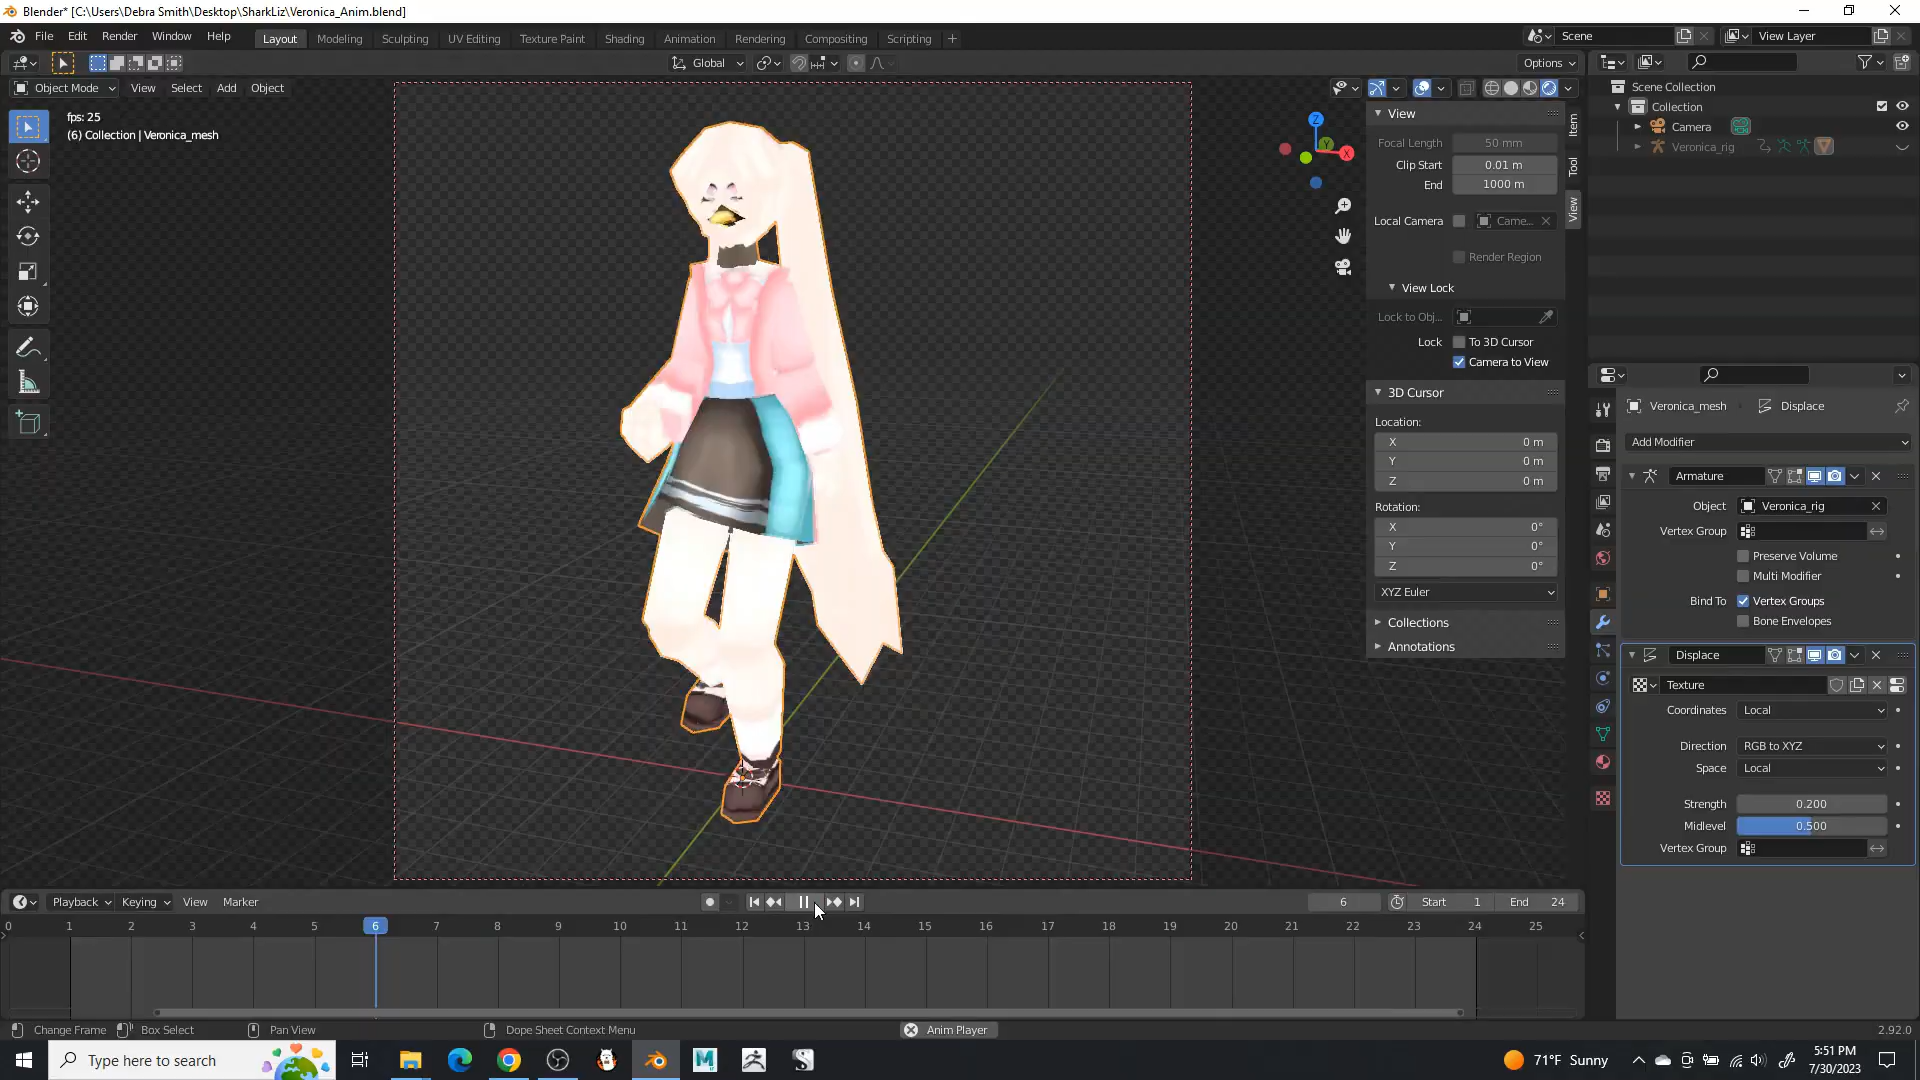 Blender* [C:\Users\Debra Smith\Desktop\SharkLiz\Veronica_Anim.blend]
File Edit Render Window Help Layout Modeling Sculpting UV Editing Texture Paint Shading Animation Rendering Compositing Scripting + Scene View Layer
Global Options
Object Mode View Select Add Object
fps: 25
(6) Collection | Veronica_mesh
Z
Y
X
View
Focal Length 50 mm
Clip Start 0.01 m
End 1000 m
Local Camera Came...
Render Region
View Lock
Lock to Obj...
Lock To 3D Cursor
Camera to View
3D Cursor
Location:
X 0 m
Y 0 m
Z 0 m
Rotation:
X 0°
Y 0°
Z 0°
XYZ Euler
Collections
Annotations
Item
Tool
View
Scene Collection
Collection
Camera
Veronica_rig
Veronica_mesh Displace
Add Modifier
Armature
Object Veronica_rig
Vertex Group
Preserve Volume
Multi Modifier
Bind To Vertex Groups
Bone Envelopes
Displace
Texture
Coordinates Local
Direction RGB to XYZ
Space Local
Strength 0.200
Midlevel 0.500
Vertex Group
Playback Keying View Marker 6 Start 1 End 24
0 1 2 3 4 5 6 7 8 9 10 11 12 13 14 15 16 17 18 19 20 21 22 23 24 25
Change Frame Box Select Pan View Dope Sheet Context Menu Anim Player 2.92.0
Type here to search 71°F Sunny 5:51 PM
7/30/2023